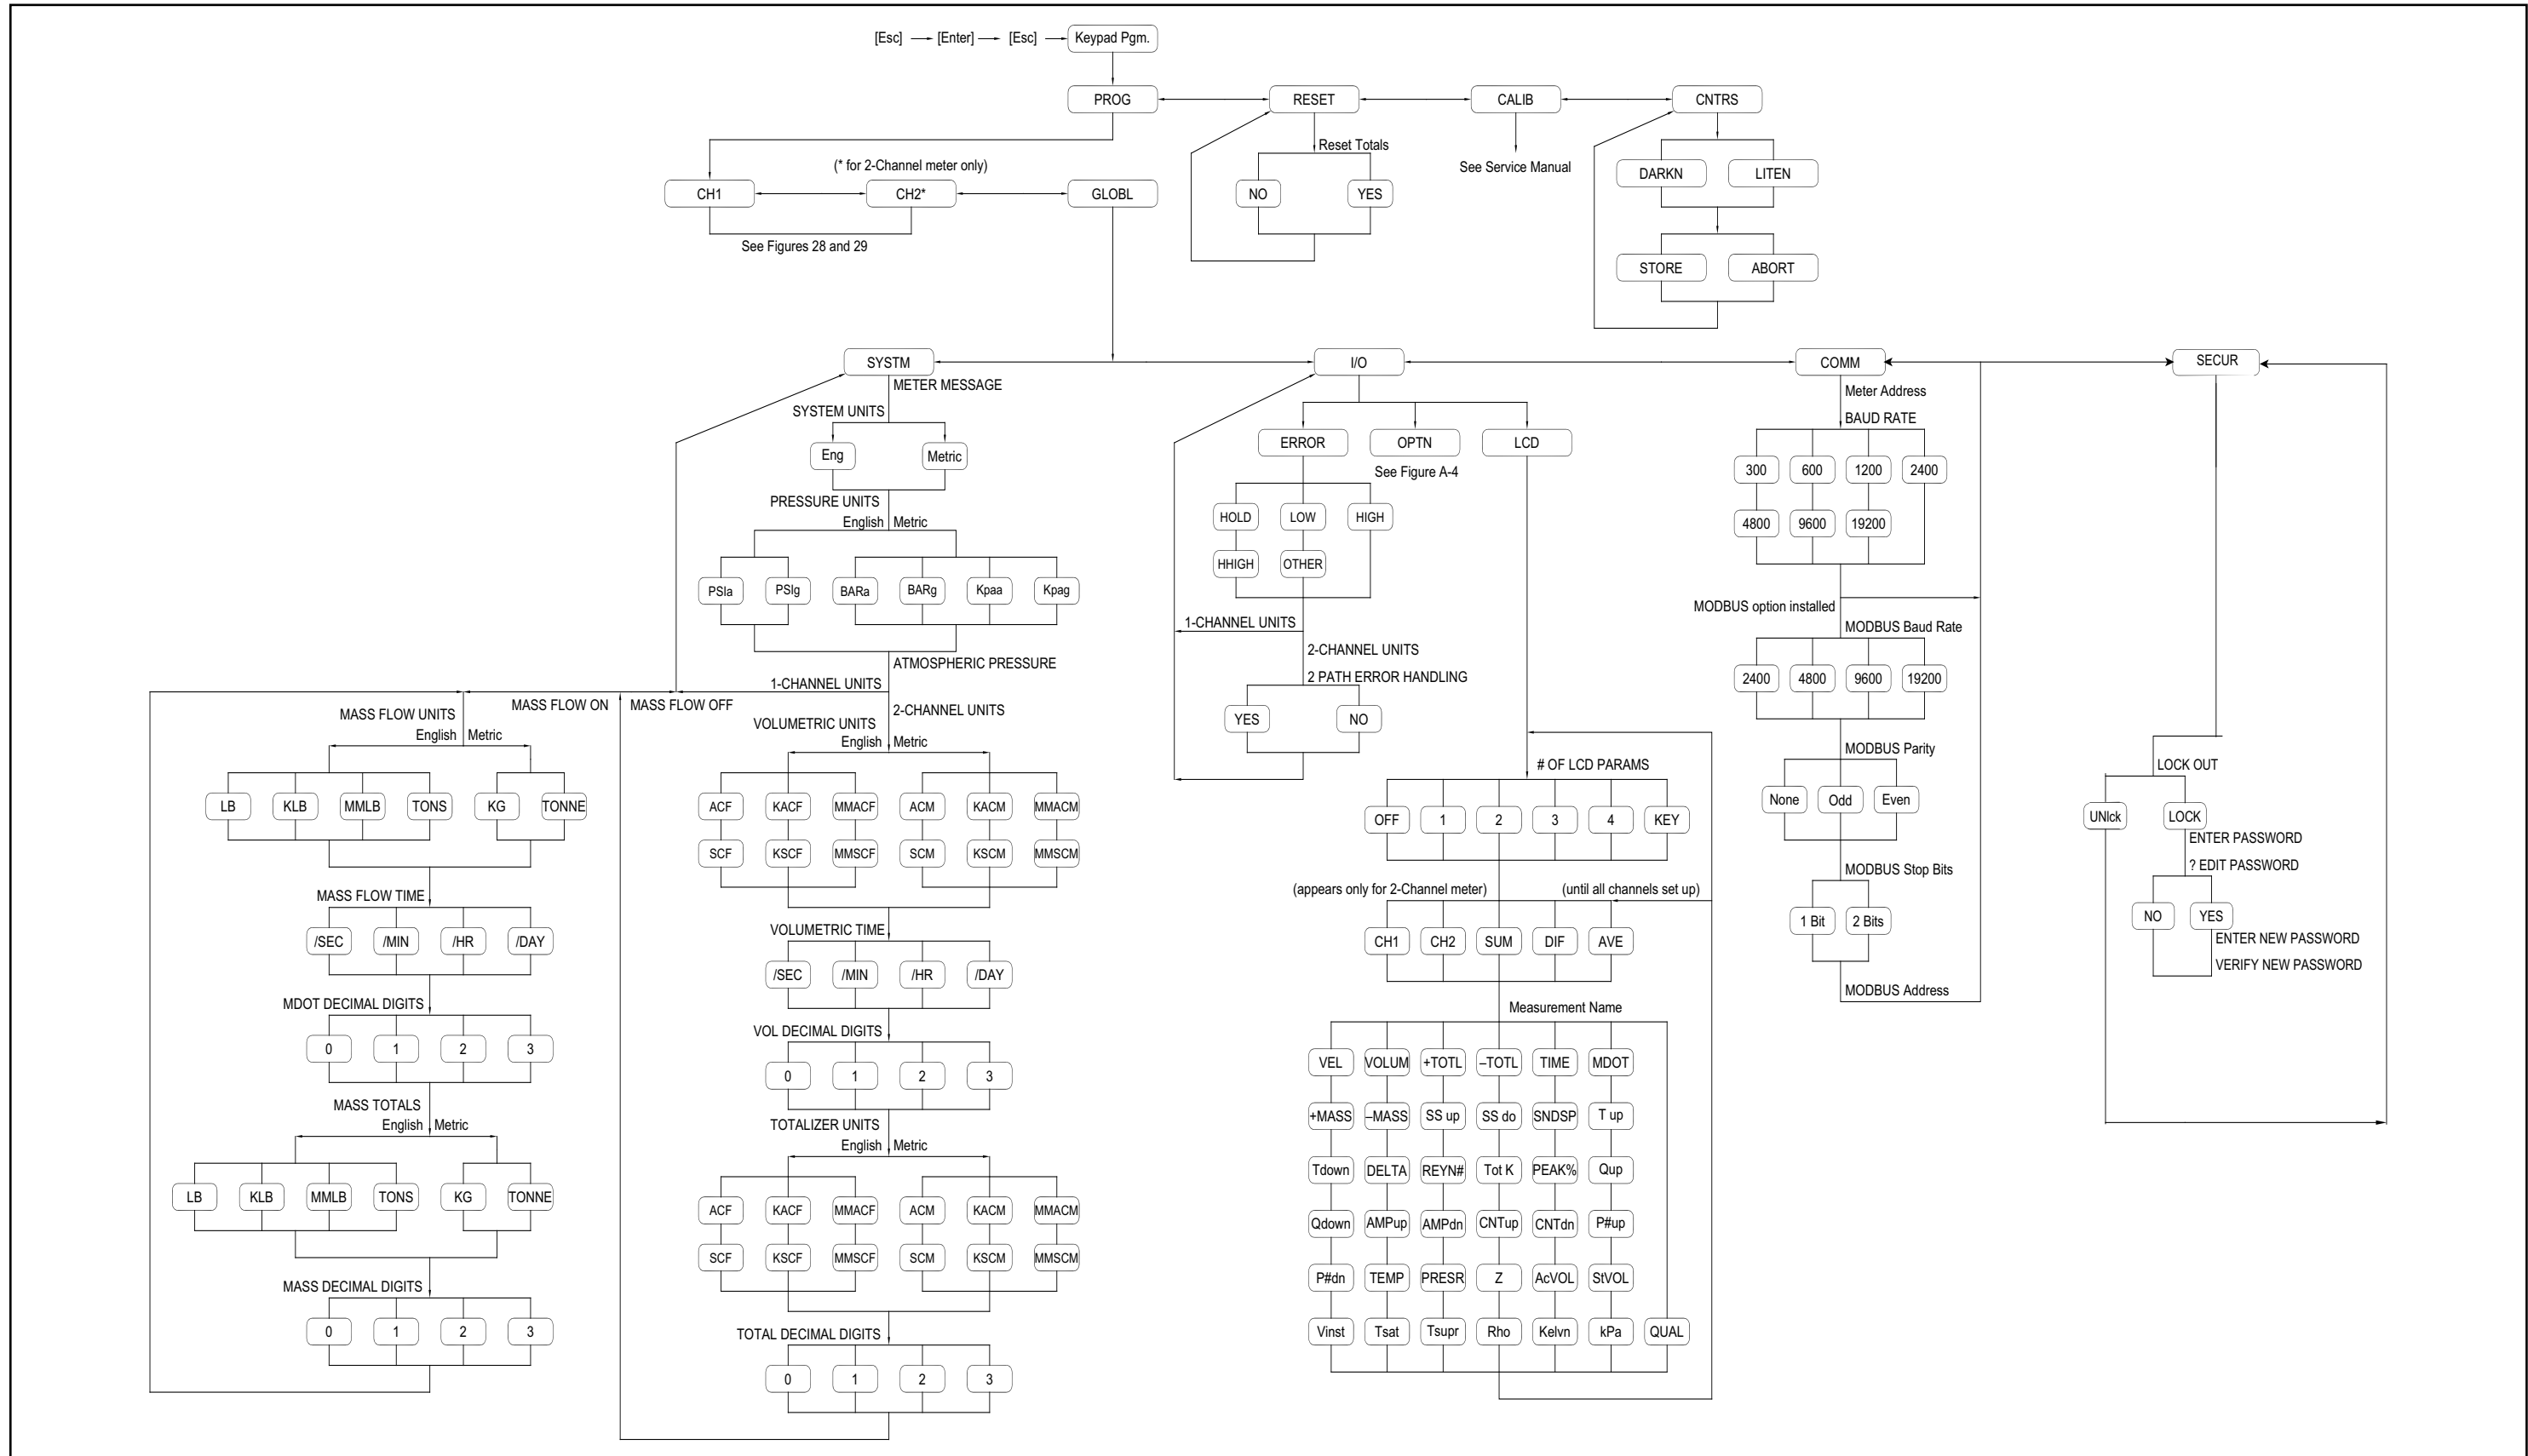 [Esc] [Enter] [Esc] Keypad Pgm.
PROG RESET CALIB CNTRS
Reset Totals
(* for 2-Channel meter only)
See Service Manual
DARKN LITEN
CH1 CH2* GLOBL
NO YES
See Figures 28 and 29
STORE ABORT
SYSTM I/O COMM SECUR
METER MESSAGE
SYSTEM UNITS
Eng Metric
PRESSURE UNITS
English Metric
PSIa PSIg BARa BARg Kpaa Kpag
ATMOSPHERIC PRESSURE
1-CHANNEL UNITS
MASS FLOW ON MASS FLOW OFF
2-CHANNEL UNITS
MASS FLOW UNITS
English Metric
LB KLB MMLB TONS KG TONNE
MASS FLOW TIME
/SEC /MIN /HR /DAY
MDOT DECIMAL DIGITS
0 1 2 3
MASS TOTALS
English Metric
LB KLB MMLB TONS KG TONNE
MASS DECIMAL DIGITS
0 1 2 3
VOLUMETRIC UNITS
English Metric
ACF KACF MMACF ACM KACM MMACM
SCF KSCF MMSCF SCM KSCM MMSCM
VOLUMETRIC TIME
/SEC /MIN /HR /DAY
VOL DECIMAL DIGITS
0 1 2 3
TOTALIZER UNITS
English Metric
ACF KACF MMACF ACM KACM MMACM
SCF KSCF MMSCF SCM KSCM MMSCM
TOTAL DECIMAL DIGITS
0 1 2 3
ERROR OPTN LCD
See Figure A-4
HOLD LOW HIGH
HHIGH OTHER
1-CHANNEL UNITS
2-CHANNEL UNITS
2 PATH ERROR HANDLING
YES NO
# OF LCD PARAMS
OFF 1 2 3 4 KEY
(appears only for 2-Channel meter) (until all channels set up)
CH1 CH2 SUM DIF AVE
Measurement Name
VEL VOLUM +TOTL –TOTL TIME MDOT
+MASS –MASS SS up SS do SNDSP T up
Tdown DELTA REYN# Tot K PEAK% Qup
Qdown AMPup AMPdn CNTup CNTdn P#up
P#dn TEMP PRESR Z AcVOL StVOL
Vinst Tsat Tsupr Rho Kelvn kPa QUAL
Meter Address
BAUD RATE
300 600 1200 2400
4800 9600 19200
MODBUS option installed
MODBUS Baud Rate
2400 4800 9600 19200
MODBUS Parity
None Odd Even
MODBUS Stop Bits
1 Bit 2 Bits
MODBUS Address
LOCK OUT
UNlck LOCK
ENTER PASSWORD
? EDIT PASSWORD
NO YES
ENTER NEW PASSWORD
VERIFY NEW PASSWORD